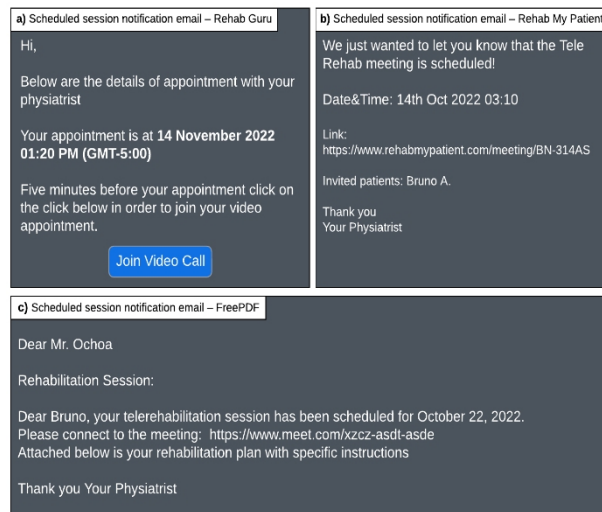 a) Scheduled session notification email – Rehab Guru
Hi,
Below are the details of appointment with your
physiatrist
Your appointment is at 14 November 2022
01:20 PM (GMT-5:00)
Five minutes before your appointment click on
the click below in order to join your video
appointment.
Join Video Call
b) Scheduled session notification email – Rehab My Patient
We just wanted to let you know that the Tele
Rehab meeting is scheduled!
Date&Time: 14th Oct 2022 03:10
Link:
https://www.rehabmypatient.com/meeting/BN-314AS
Invited patients: Bruno A.
Thank you
Your Physiatrist
c) Scheduled session notification email – FreePDF
Dear Mr. Ochoa
Rehabilitation Session:
Dear Bruno, your telerehabilitation session has been scheduled for October 22, 2022.
Please connect to the meeting:  https://www.meet.com/xzcz-asdt-asde
Attached below is your rehabilitation plan with specific instructions
Thank you Your Physiatrist